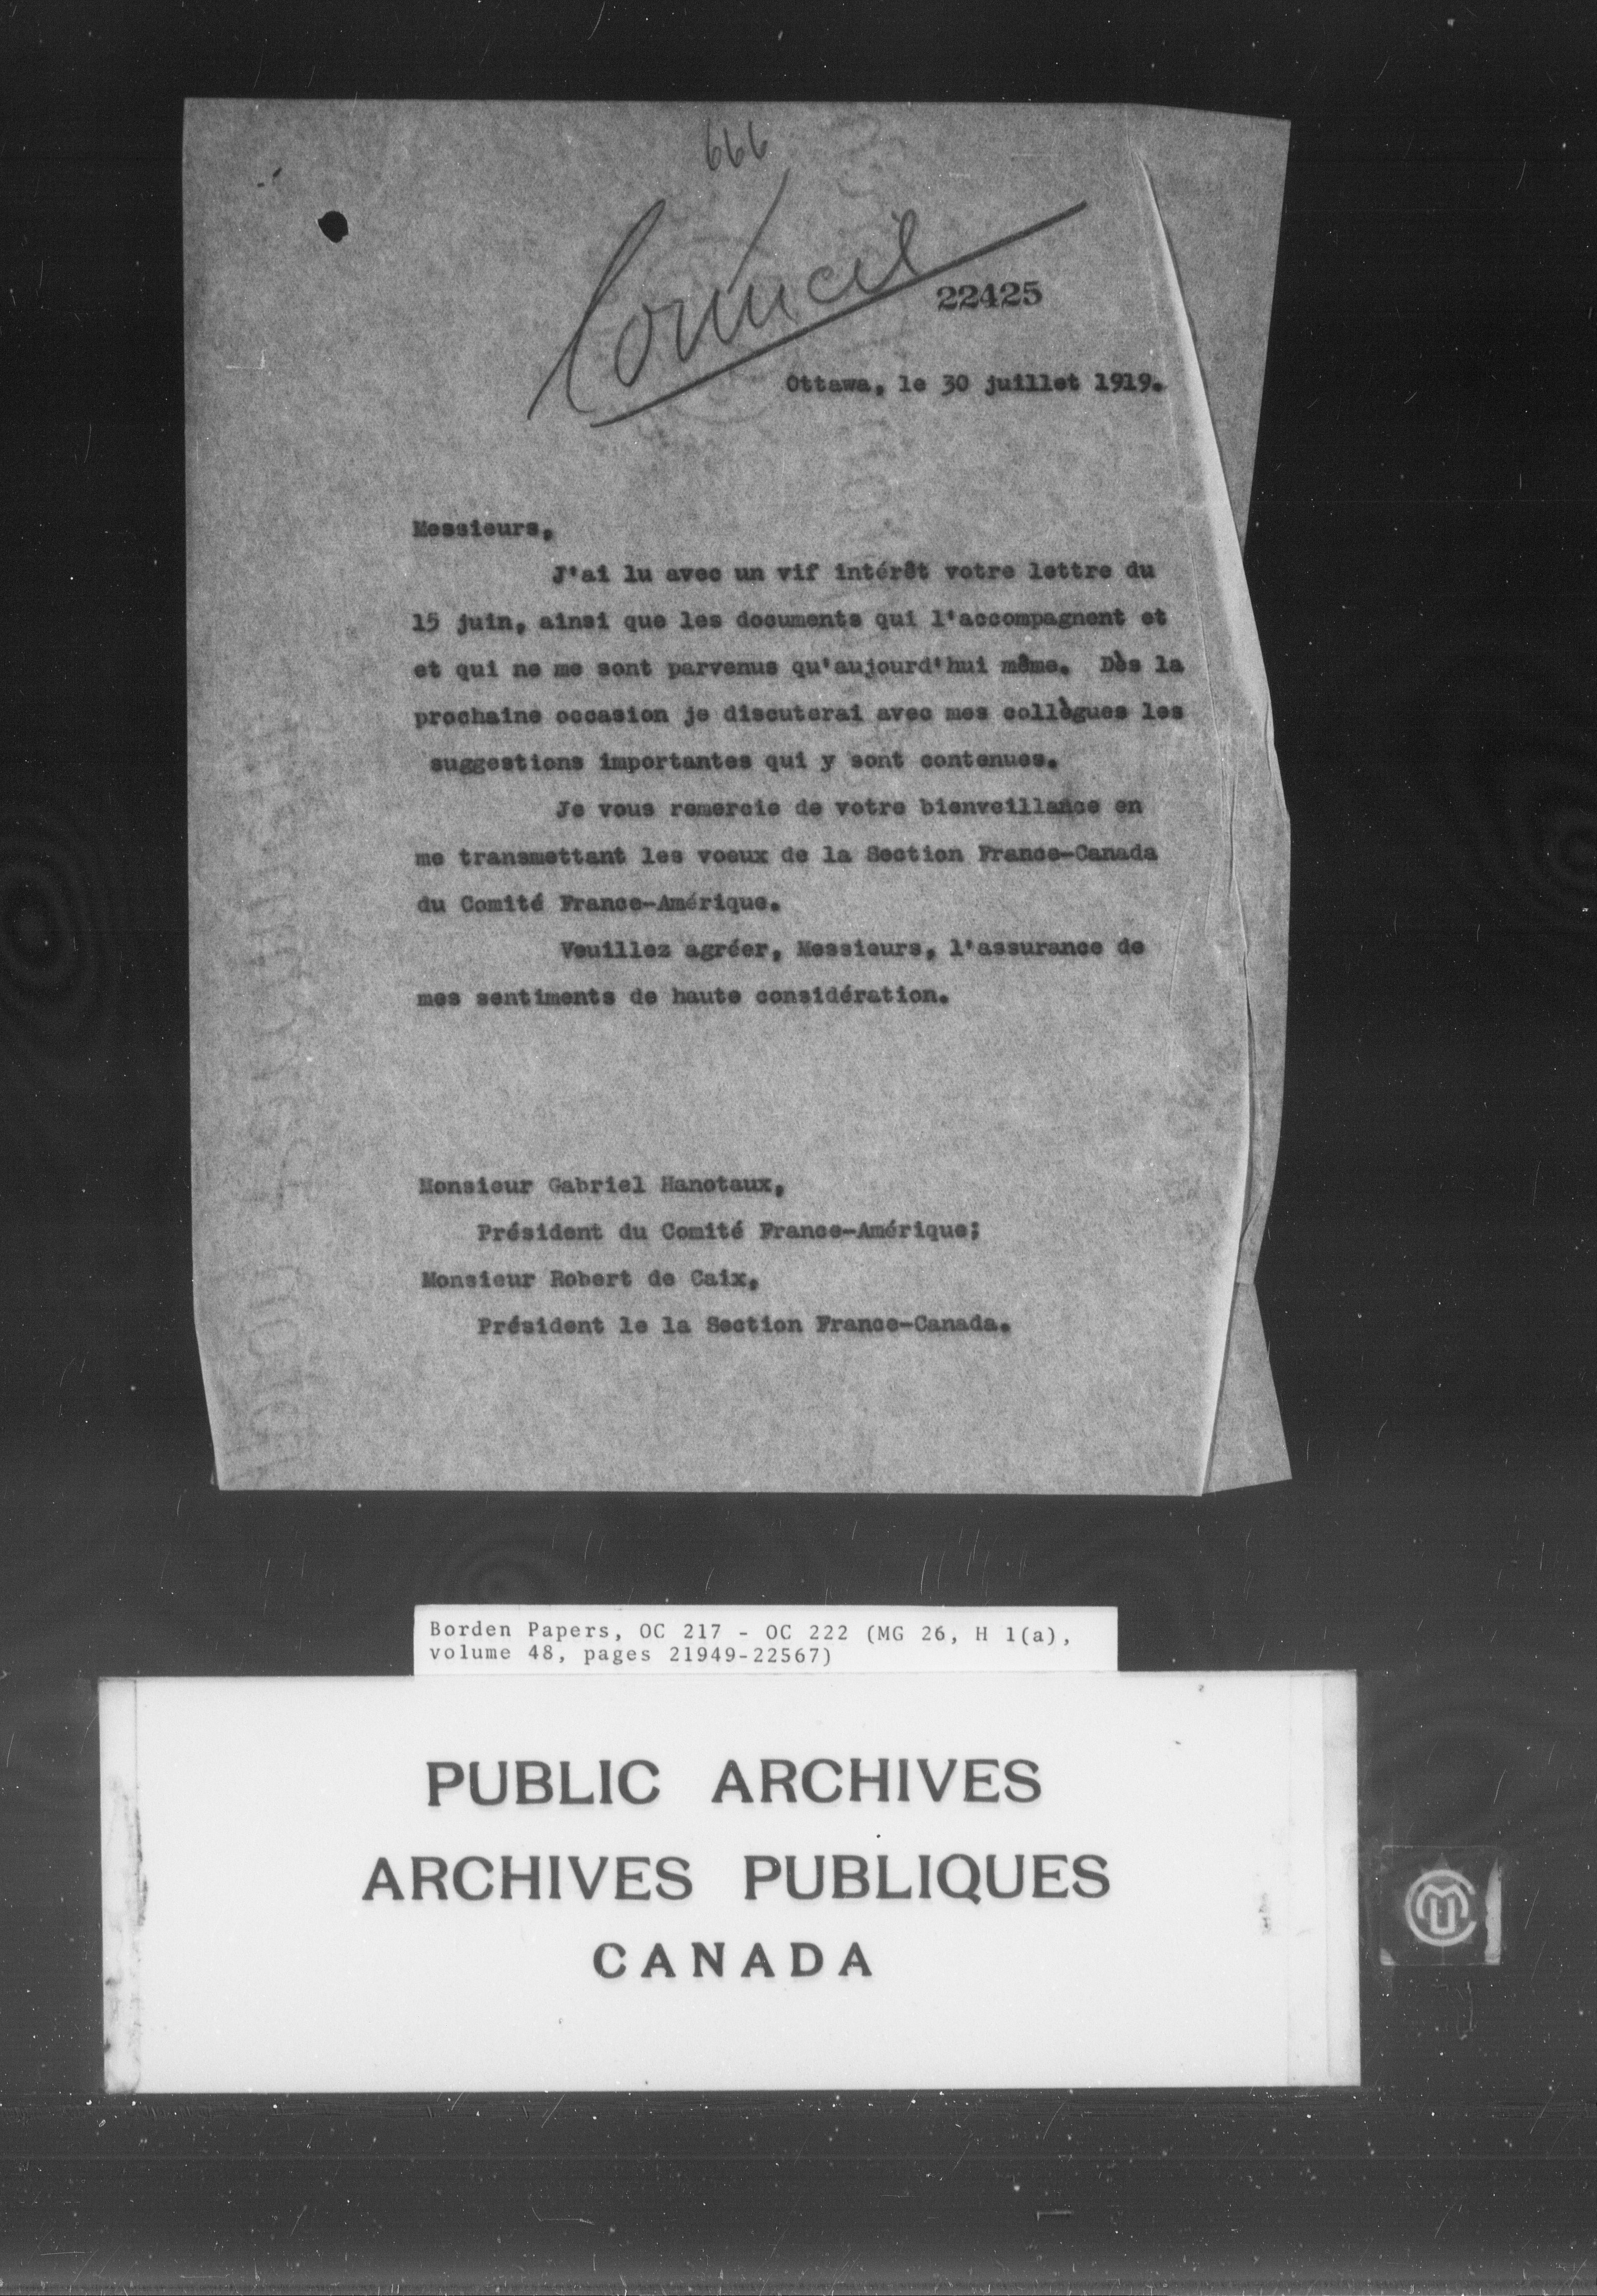 666
Council
22425
Ottawa, le 30 juillet 1919.
Messieurs,
J'ai lu avec un vif intérêt votre lettre du
15 juin, ainsi que les documents qui l'accompagnent et
et qui ne me sont parvenus qu'aujourd'hui même. Dès la
prochaine occasion je discuterai avec mes collègues les
suggestions importantes qui y sont contenues.
Je vous remercie de votre bienveillance en
me transmettant les voeux de la Section France-Canada
du Comité France-Amérique.
Veuillez agréer, Messieurs, l'assurance de
mes sentiments de haute considération.
Monsieur Gabriel Hanotaux,
Président du Comité France-Amérique;
Monsieur Robert de Caix,
Président le la Section France-Canada.
Borden Papers, OC 217 - OC 222 (MG 26, H 1(a),
volume 48, pages 21949-22567)
PUBLIC ARCHIVES
ARCHIVES PUBLIQUES
CANADA